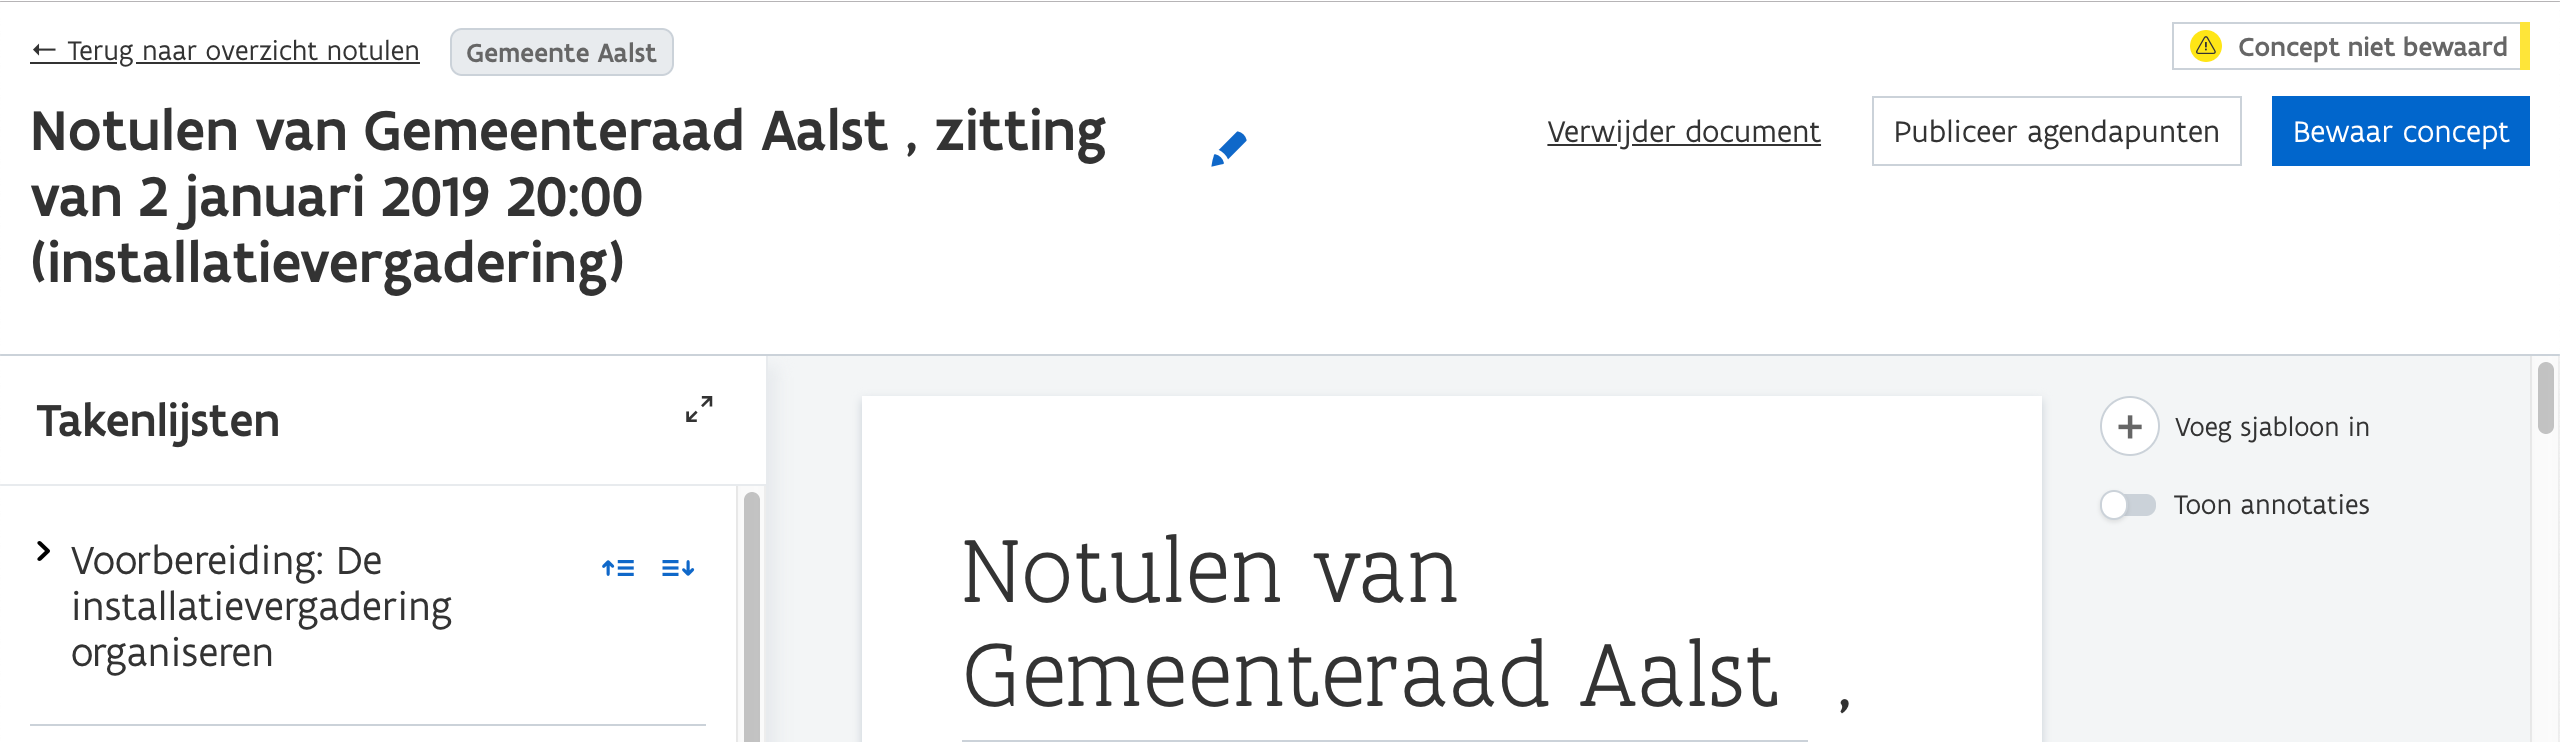 ← Terug naar overzicht notulen
Gemeente Aalst
Concept niet bewaard
Notulen van Gemeenteraad Aalst , zitting
van 2 januari 2019 20:00
(installatievergadering)
Verwijder document
Publiceer agendapunten
Bewaar concept
Takenlijsten
Voorbereiding: De
installatievergadering
organiseren
Notulen van
Gemeenteraad Aalst ,
Voeg sjabloon in
Toon annotaties